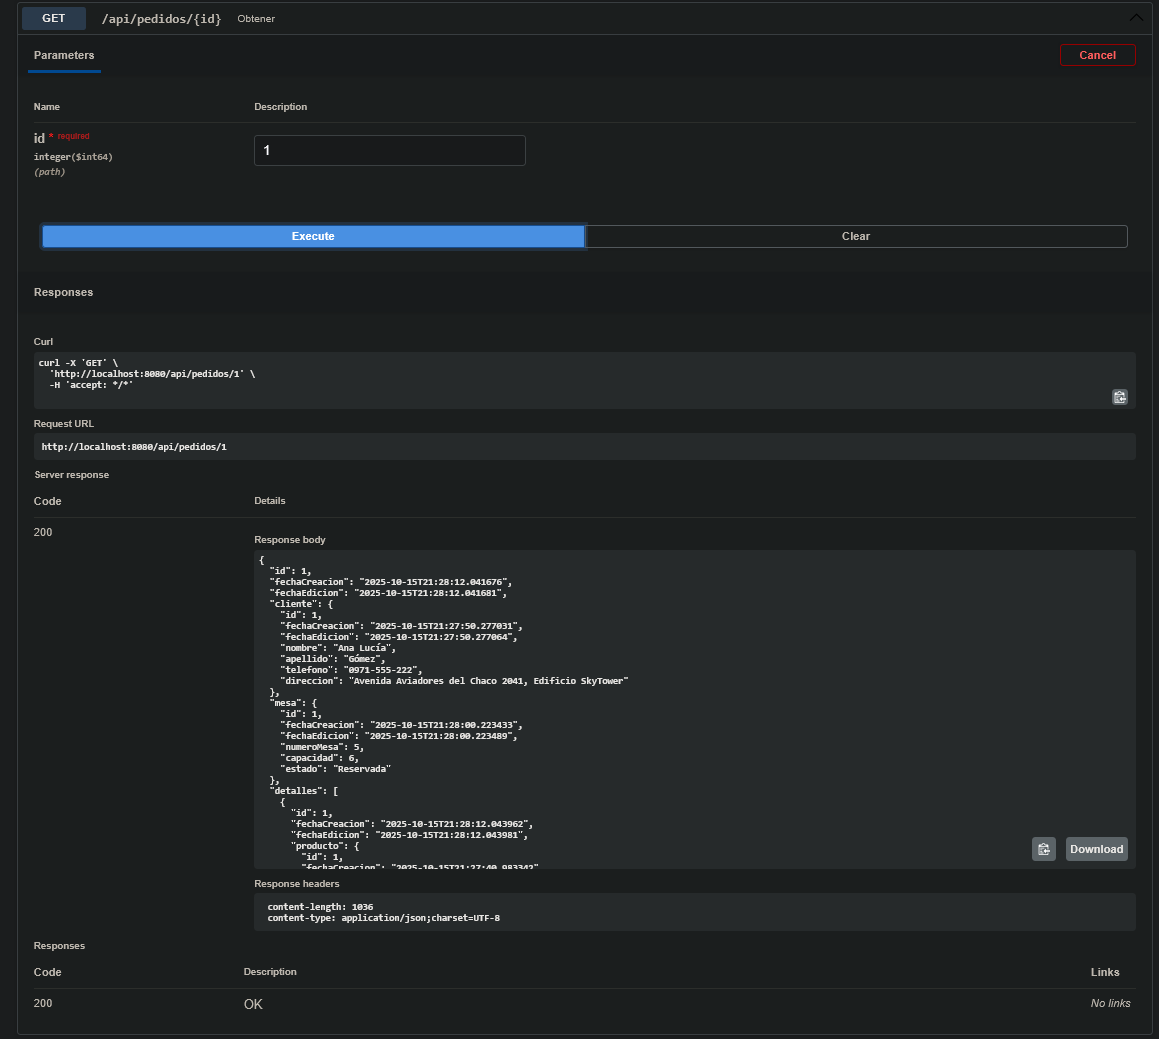 GET /api/pedidos/{id} Obtener
Parameters
Cancel
Name Description
id * required
integer($int64)
(path)
1
Execute Clear
Responses
Curl
curl -X 'GET' \
  'http://localhost:8080/api/pedidos/1' \
  -H 'accept: */*'
Request URL
http://localhost:8080/api/pedidos/1
Server response
Code Details
200
Response body
{
  "id": 1,
  "fechaCreacion": "2025-10-15T21:28:12.041676",
  "fechaEdicion": "2025-10-15T21:28:12.041681",
  "cliente": {
    "id": 1,
    "fechaCreacion": "2025-10-15T21:27:50.277031",
    "fechaEdicion": "2025-10-15T21:27:50.277064",
    "nombre": "Ana Lucía",
    "apellido": "Gómez",
    "telefono": "0971-555-222",
    "direccion": "Avenida Aviadores del Chaco 2041, Edificio SkyTower"
  },
  "mesa": {
    "id": 1,
    "fechaCreacion": "2025-10-15T21:28:00.223433",
    "fechaEdicion": "2025-10-15T21:28:00.223489",
    "numeroMesa": 5,
    "capacidad": 6,
    "estado": "Reservada"
  },
  "detalles": [
    {
      "id": 1,
      "fechaCreacion": "2025-10-15T21:28:12.043962",
      "fechaEdicion": "2025-10-15T21:28:12.043981",
      "producto": {
        "id": 1,
        "fechaCreacion": "2025-10-15T21:27:40.983342"
Download
Response headers
content-length: 1036
content-type: application/json;charset=UTF-8
Responses
Code Description Links
200 OK No links